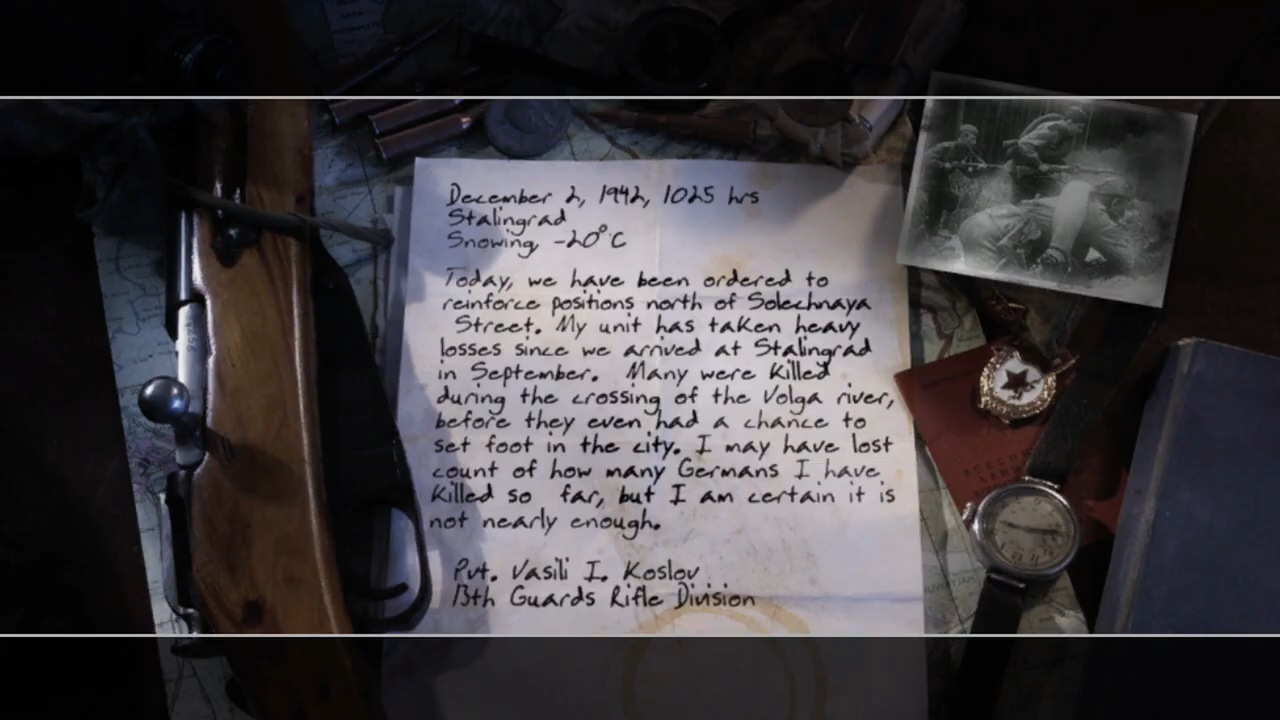 December 2, 1942, 1025 hrs
Stalingrad
Snowing, -20°C
Today, we have been ordered to
reinforce positions north of Solechnaya
Street. My unit has taken heavy
losses since we arrived at Stalingrad
in September. Many were killed
during the crossing of the Volga river,
before they even had a chance to
set foot in the city. I may have lost
count of how many Germans I have
killed so far, but I am certain it is
not nearly enough.
Pvt. Vasili I. Koslov
13th Guards Rifle Division